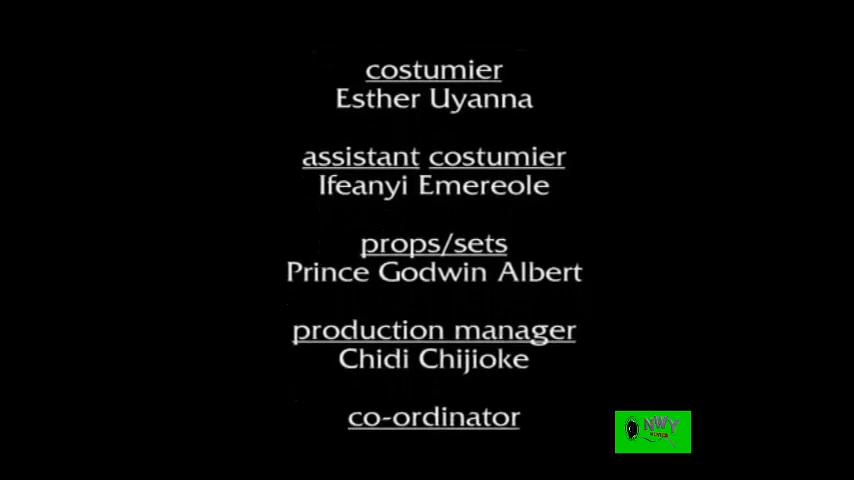 costumier
Esther Uyanna
assistant costumier
Ifeanyi Emereole
props/sets
Prince Godwin Albert
production manager
Chidi Chijioke
co-ordinator
NWY